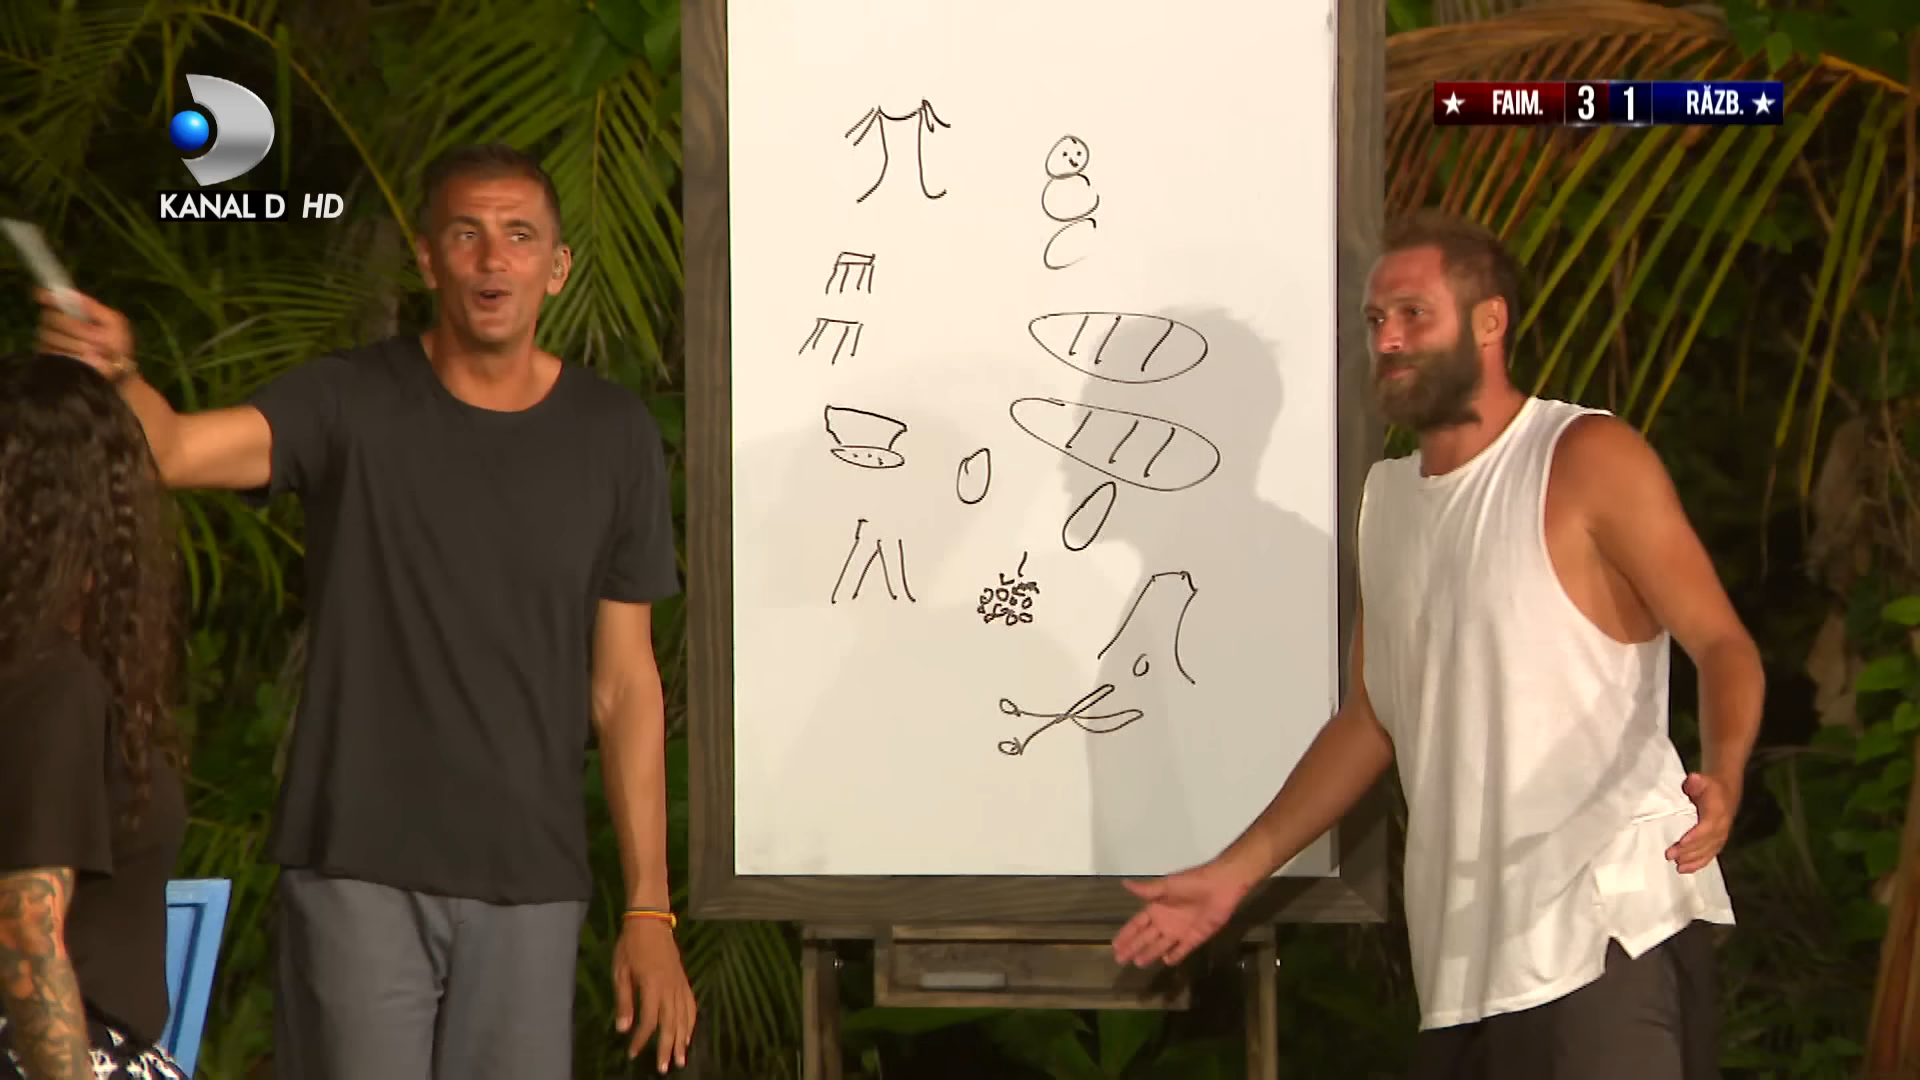 KANAL D HD
★ FAIM. 3 1 RĂZB. ★